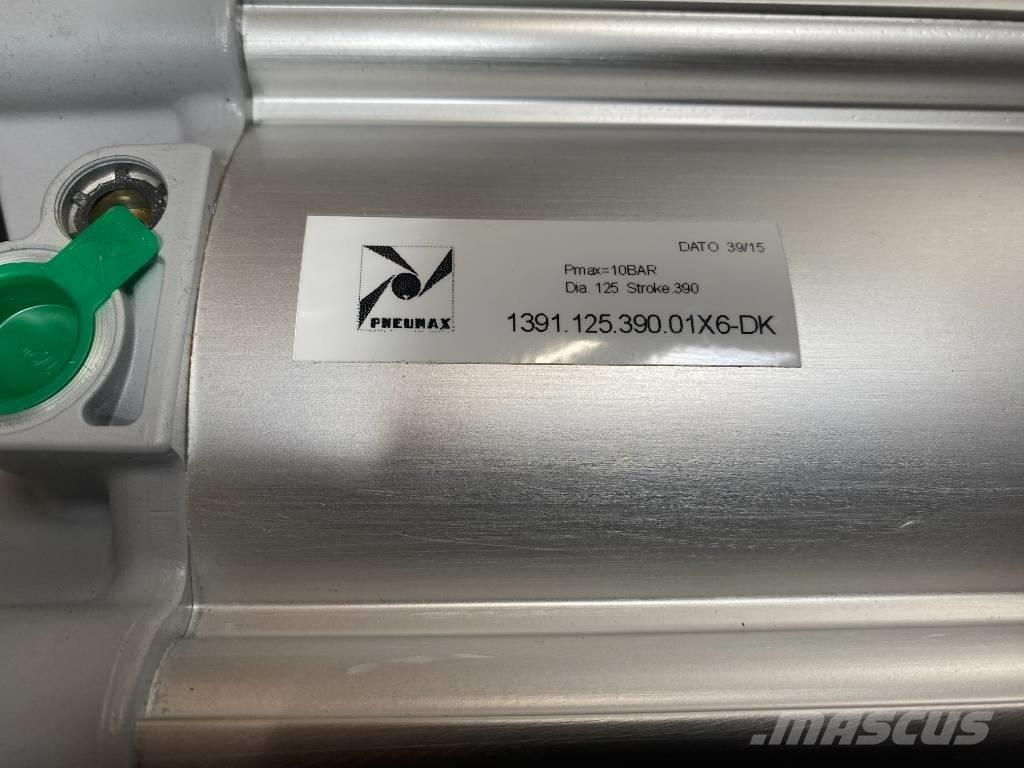 DATO 39/15
Pmax=10BAR
Dia. 125 Stroke.390
PNEUMAX
1391.125.390.01X6-DK
.MASCUS